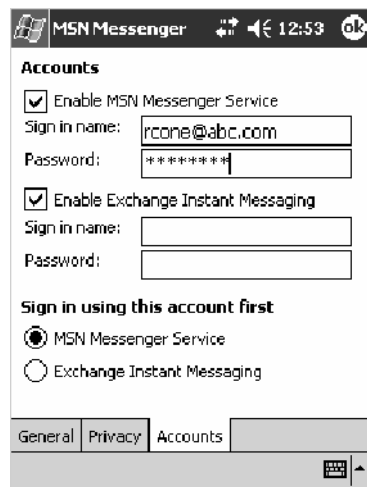 MSN Messenger 12:53 ok
Accounts
Enable MSN Messenger Service
Sign in name: rcone@abc.com
Password: ********
Enable Exchange Instant Messaging
Sign in name:
Password:
Sign in using this account first
MSN Messenger Service
Exchange Instant Messaging
General Privacy Accounts